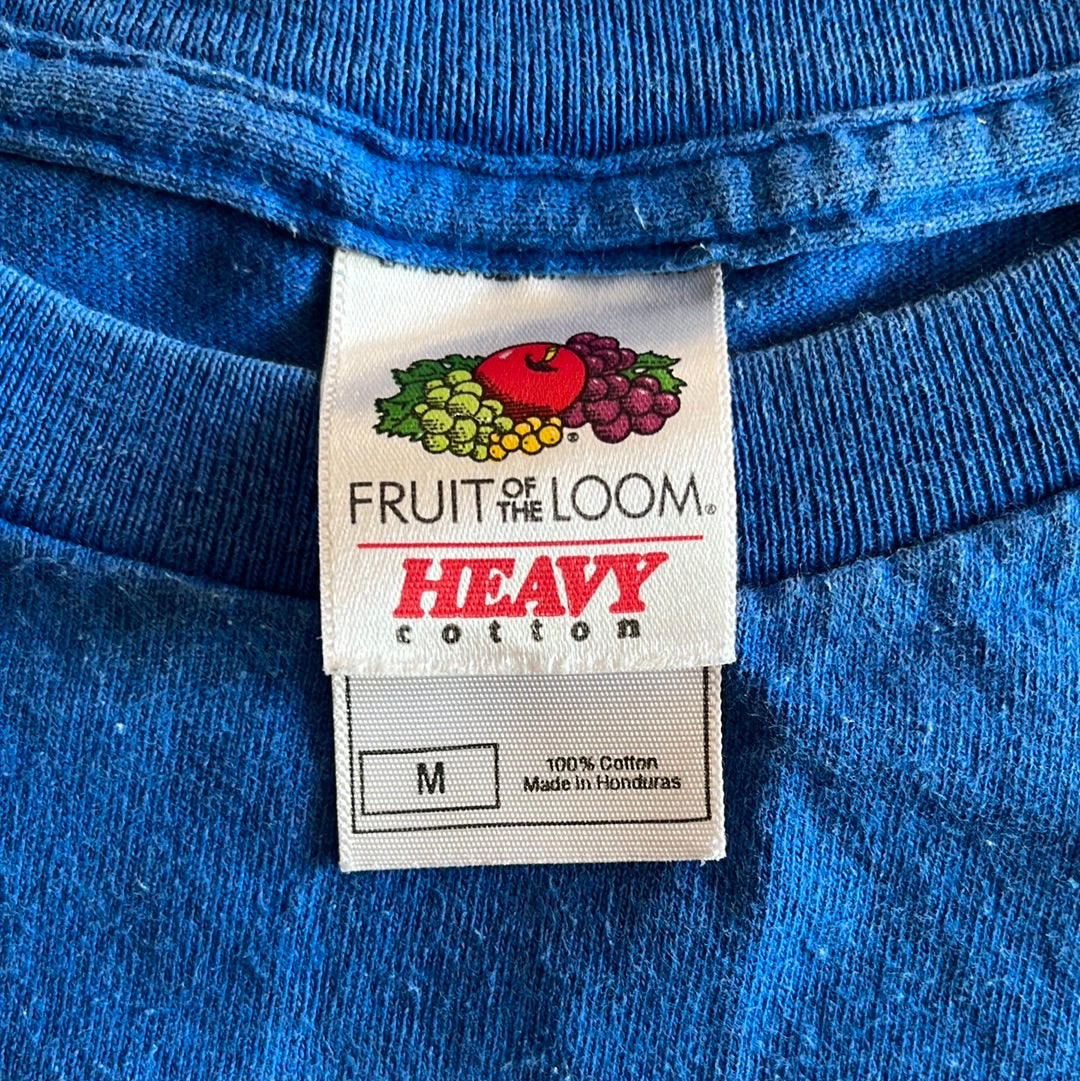 FRUIT OF THE LOOM®
HEAVY
cotton
M
100% Cotton
Made in Honduras